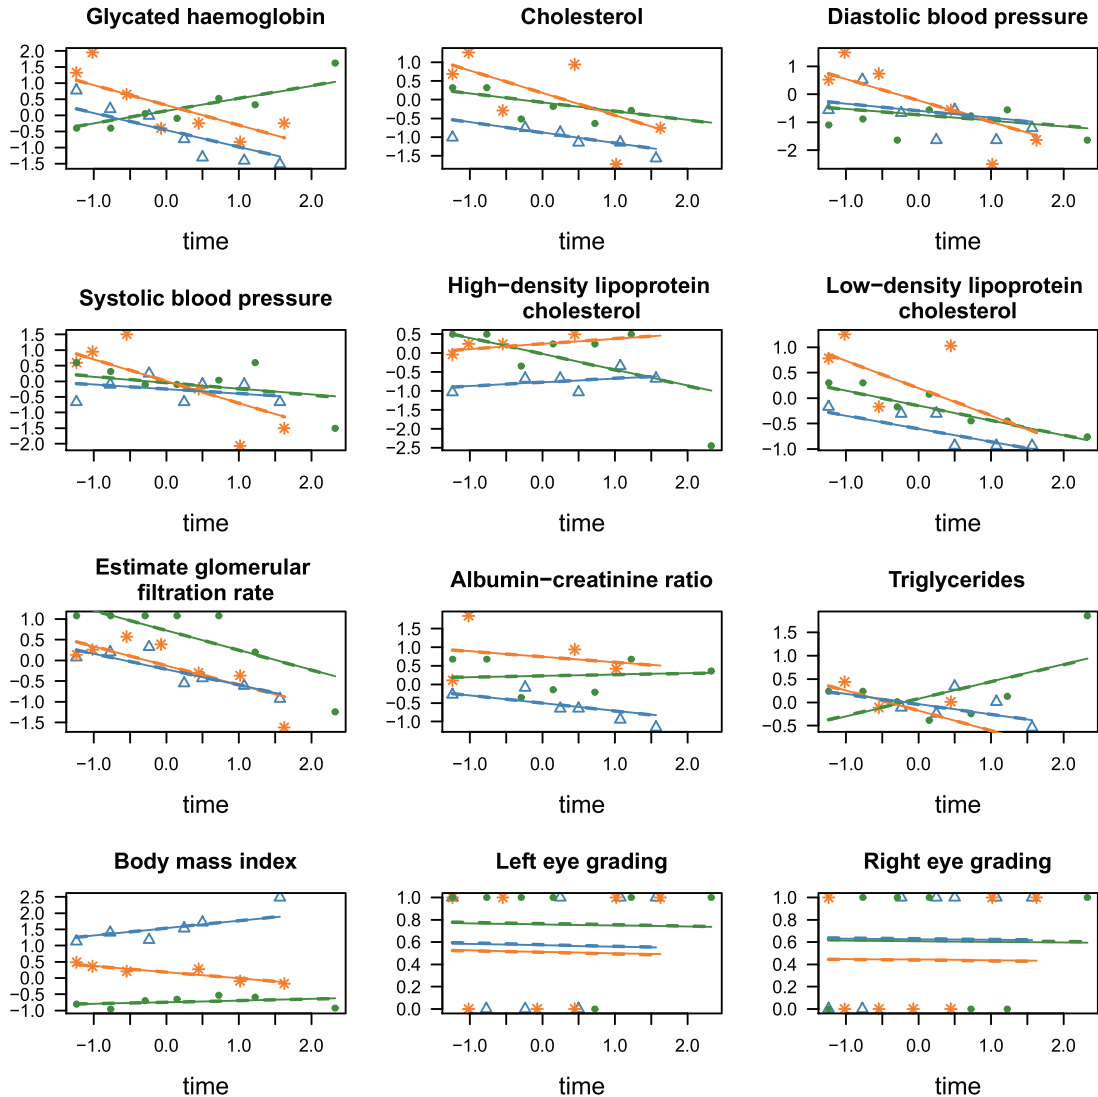 Glycated haemoglobin
2.0
1.5
1.0
0.5
0.0
−0.5
−1.0
−1.5
−1.0 0.0 1.0 2.0
time
Cholesterol
1.0
0.5
0.0
−0.5
−1.0
−1.5
−1.0 0.0 1.0 2.0
time
Diastolic blood pressure
1
0
−1
−2
−1.0 0.0 1.0 2.0
time
Systolic blood pressure
1.5
1.0
0.5
0.0
−0.5
−1.0
−1.5
−2.0
−1.0 0.0 1.0 2.0
time
High−density lipoprotein
cholesterol
0.5
0.0
−0.5
−1.0
−1.5
−2.0
−2.5
−1.0 0.0 1.0 2.0
time
Low−density lipoprotein
cholesterol
1.0
0.5
0.0
−0.5
−1.0
−1.0 0.0 1.0 2.0
time
Estimate glomerular
filtration rate
1.0
0.5
0.0
−0.5
−1.0
−1.5
−1.0 0.0 1.0 2.0
time
Albumin−creatinine ratio
1.5
1.0
0.5
0.0
−0.5
−1.0
−1.0 0.0 1.0 2.0
time
Triglycerides
1.5
1.0
0.5
0.0
−0.5
−1.0 0.0 1.0 2.0
time
Body mass index
2.5
2.0
1.5
1.0
0.5
0.0
−0.5
−1.0
−1.0 0.0 1.0 2.0
time
Left eye grading
1.0
0.8
0.6
0.4
0.2
0.0
−1.0 0.0 1.0 2.0
time
Right eye grading
1.0
0.8
0.6
0.4
0.2
0.0
−1.0 0.0 1.0 2.0
time